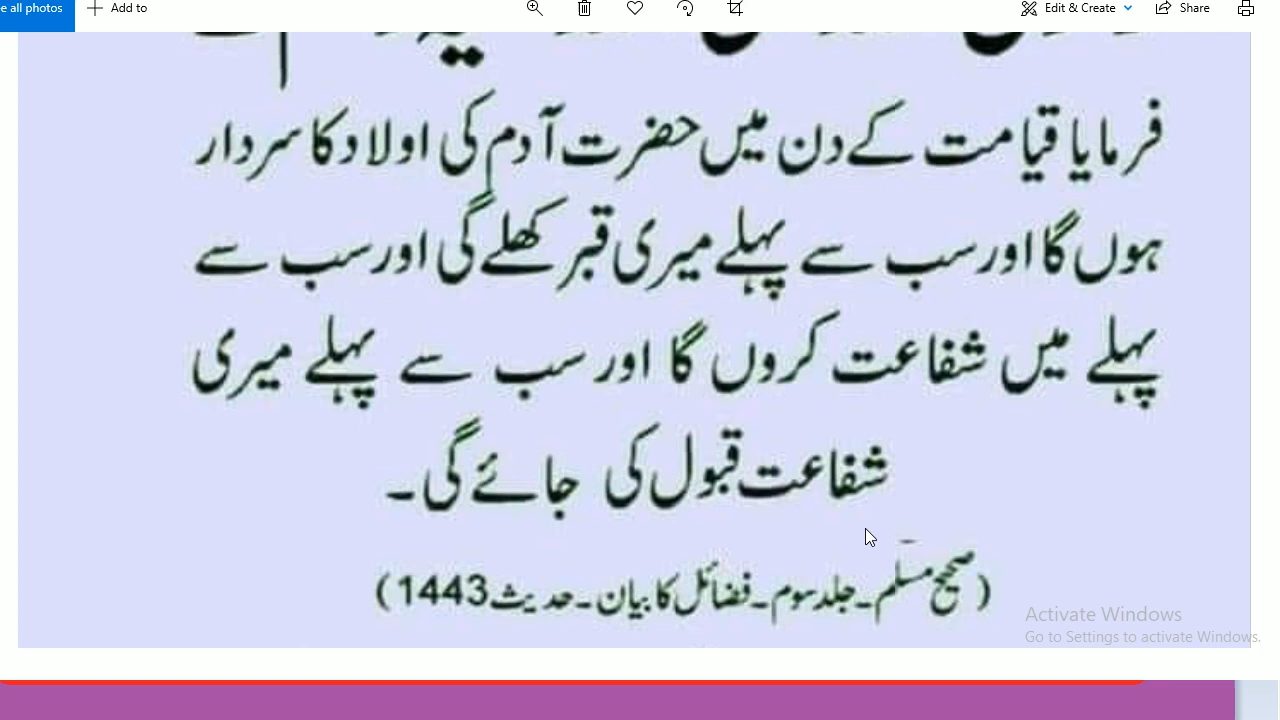 e all photos
Add to
Edit & Create
Share
فرمایا قیامت کے دن میں حضرت آدم کی اولاد کا سردار
ہوں گا اور سب سے پہلے میری قبر کھلے گی اور سب سے
پہلے میں شفاعت کروں گا اور سب سے پہلے میری
شفاعت قبول کی جائے گی۔
(صحیح مسلم۔جلد سوم۔فضائل کا بیان۔حدیث1443)
Activate Windows
Go to Settings to activate Windows.